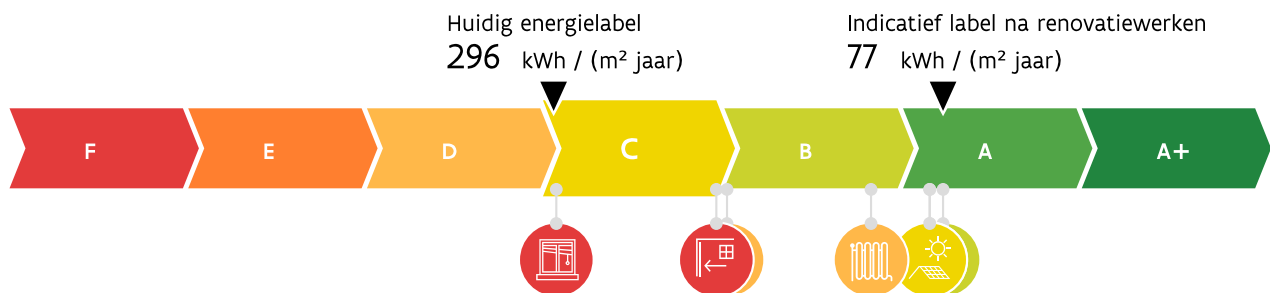 Huidig energielabel
296 kWh / (m² jaar)
Indicatief label na renovatiewerken
77 kWh / (m² jaar)
F E D C B A A+